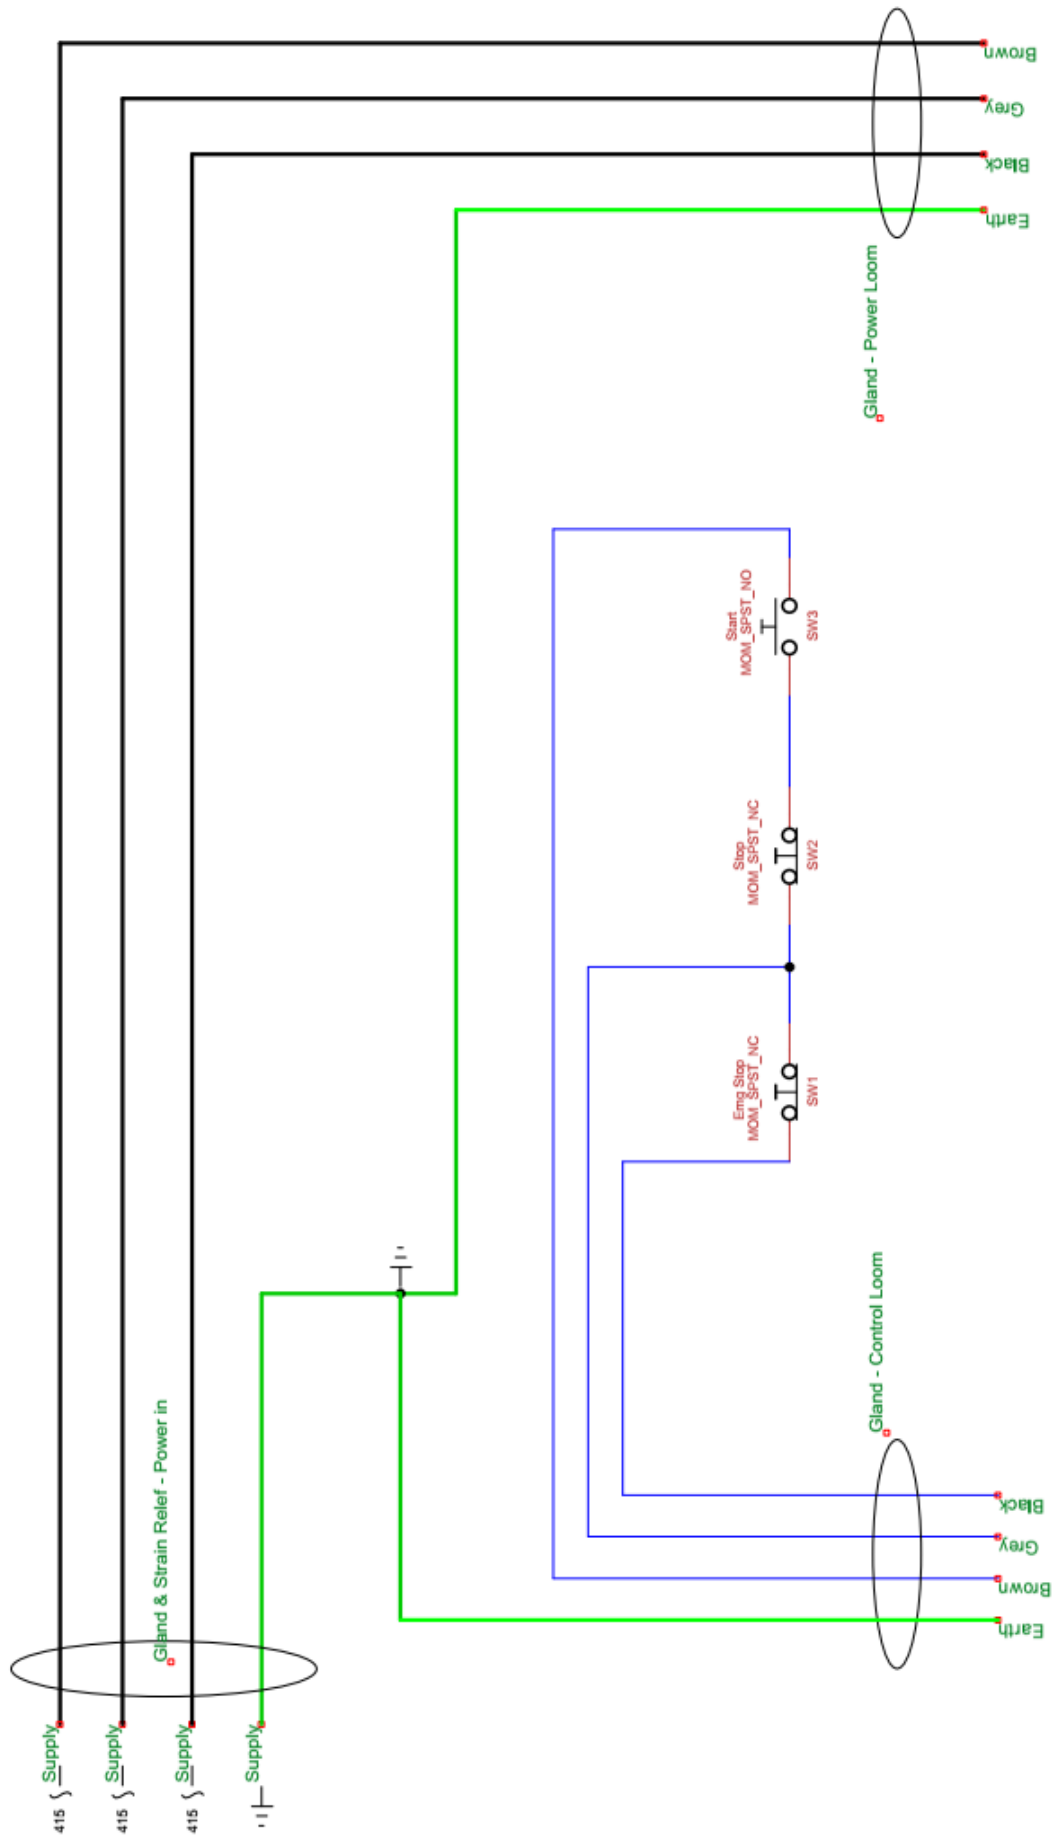 415 Supply
415 Supply
415 Supply
Supply
Gland & Strain Relef - Power in
Brown
Grey
Black
Earth
Gland - Power Loom
Start
MOM_SPST_NO
SW3
Stop
MOM_SPST_NC
SW2
Emg Stop
MOM_SPST_NC
SW1
Gland - Control Loom
Black
Grey
Brown
Earth